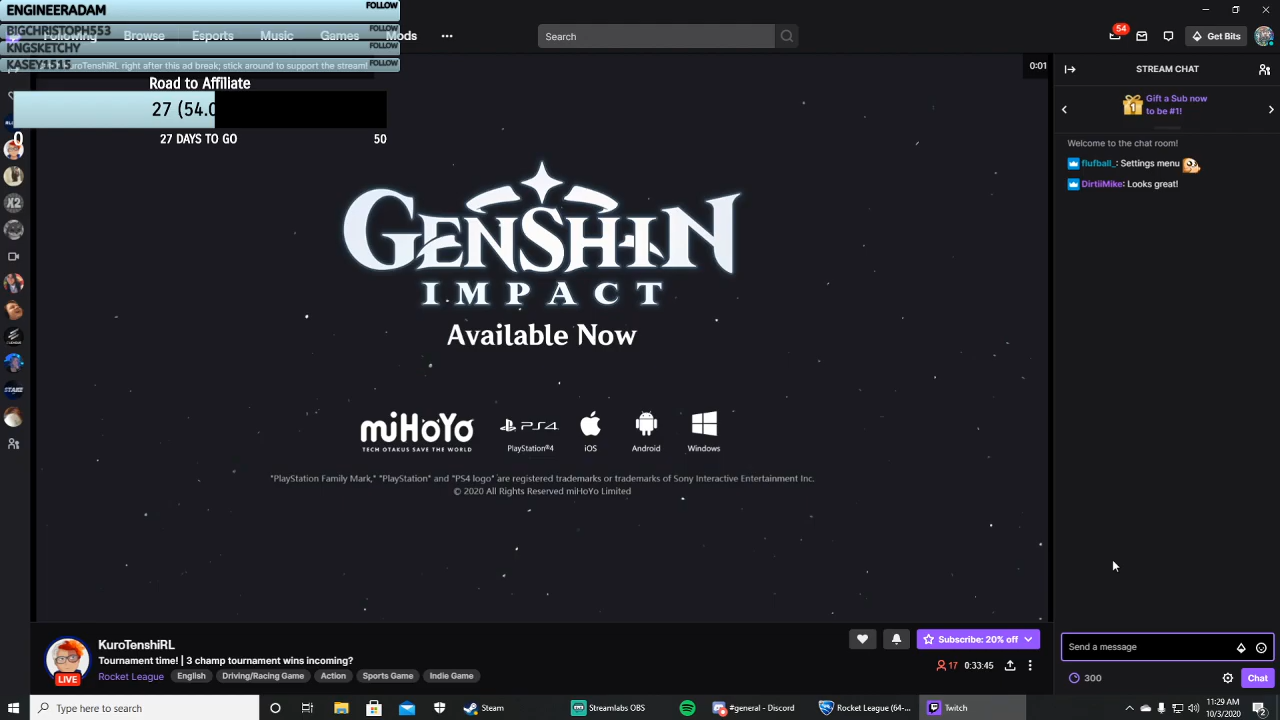 ENGINEERADAM FOLLOW
BIGCHRISTOPH553 FOLLOW
KNGSKETCHY FOLLOW
KASEY1515 FOLLOW
Following Browse Esports Music Games Mods
Search
54
Get Bits
KuroTenshiRL right after this ad break; stick around to support the stream!
0:01
Road to Affiliate
27 (54.0
0 27 DAYS TO GO 50
STREAM CHAT
1
Gift a Sub now
to be #1!
Welcome to the chat room!
flufball_: Settings menu
DirtiiMike: Looks great!
GENSHIN
IMPACT
Available Now
miHoYo
TECH OTAKUS SAVE THE WORLD
PS4
PlayStation®4 iOS Android Windows
"PlayStation Family Mark," "PlayStation" and "PS4 logo" are registered trademarks or trademarks of Sony Interactive Entertainment Inc.
© 2020 All Rights Reserved miHoYo Limited
KuroTenshiRL
Tournament time! | 3 champ tournament wins incoming?
Rocket League English Driving/Racing Game Action Sports Game Indie Game
LIVE
Subscribe: 20% off
17 0:33:45
Send a message
300
Chat
Type here to search
Steam
Streamlabs OBS
#general - Discord
Rocket League (64-...
Twitch
11:29 AM
10/3/2020
2